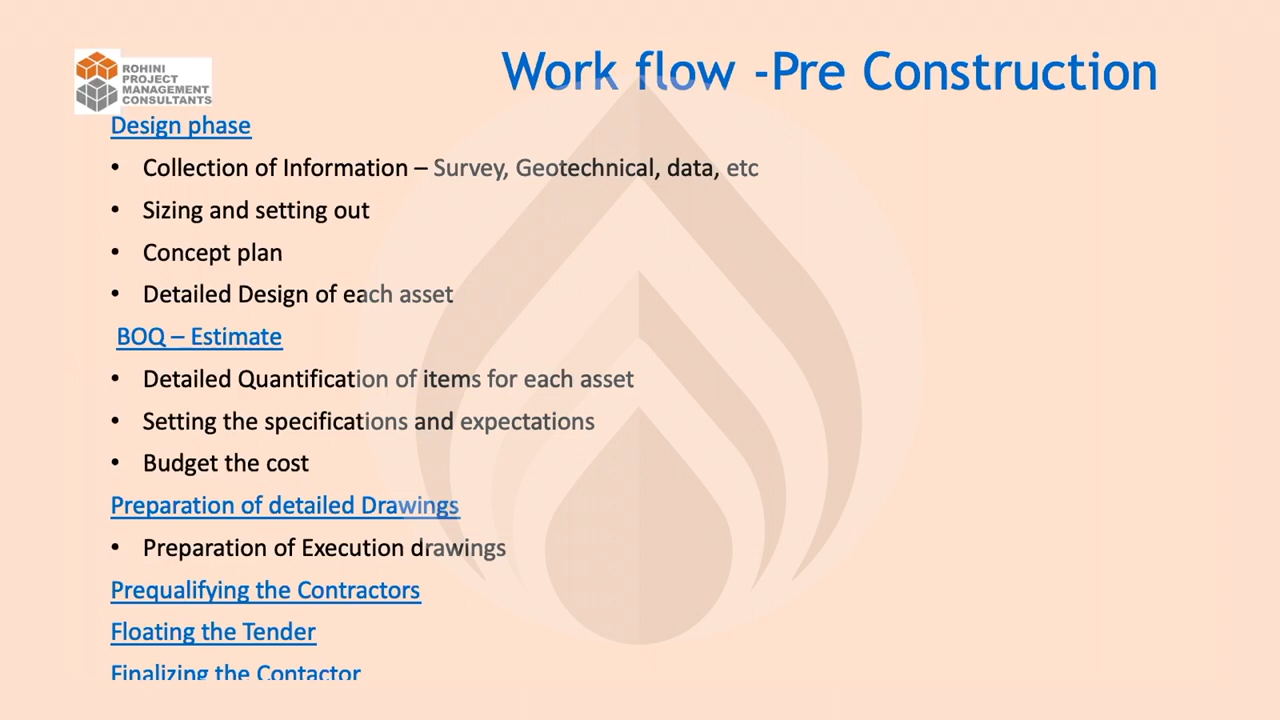 ROHINI
PROJECT
MANAGEMENT
CONSULTANTS
Work flow -Pre Construction
Design phase
• Collection of Information – Survey, Geotechnical, data, etc
• Sizing and setting out
• Concept plan
• Detailed Design of each asset
BOQ – Estimate
• Detailed Quantification of items for each asset
• Setting the specifications and expectations
• Budget the cost
Preparation of detailed Drawings
• Preparation of Execution drawings
Prequalifying the Contractors
Floating the Tender
Finalizing the Contactor